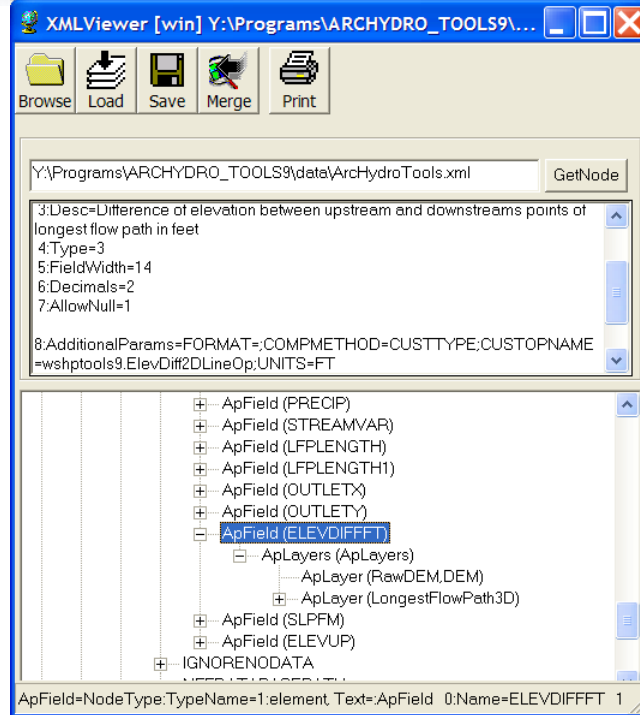 XMLViewer [win] Y:\Programs\ARCHYDRO_TOOLS9\...
Browse Load Save Merge Print
Y:\Programs\ARCHYDRO_TOOLS9\data\ArcHydroTools.xml GetNode
3:Desc=Difference of elevation between upstream and downstreams points of
longest flow path in feet
4:Type=3
5:FieldWidth=14
6:Decimals=2
7:AllowNull=1
8:AdditionalParams=FORMAT=;COMPMETHOD=CUSTTYPE;CUSTOPNAME
=wshptools9.ElevDiff2DLineOp;UNITS=FT
ApField (PRECIP)
ApField (STREAMVAR)
ApField (LFPLENGTH)
ApField (LFPLENGTH1)
ApField (OUTLETX)
ApField (OUTLETY)
ApField (ELEVDIFFFT)
ApLayers (ApLayers)
ApLayer (RawDEM,DEM)
ApLayer (LongestFlowPath3D)
ApField (SLPFM)
ApField (ELEVUP)
IGNORENODATA
ApField=NodeType:TypeName=1:element, Text=:ApField 0:Name=ELEVDIFFFT 1